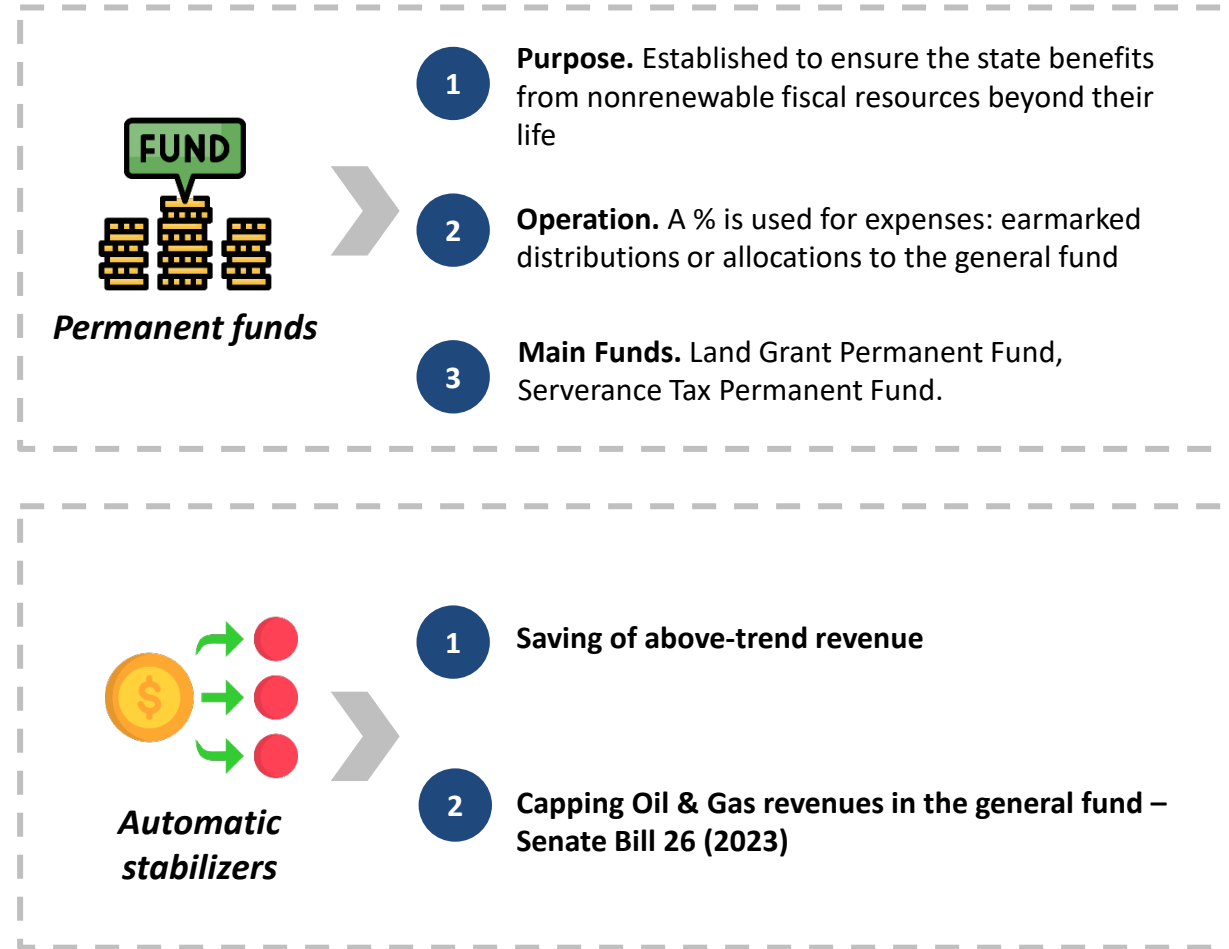 FUND
Permanent funds
1
Purpose. Established to ensure the state benefits
from nonrenewable fiscal resources beyond their
life
2
Operation. A % is used for expenses: earmarked
distributions or allocations to the general fund
3
Main Funds. Land Grant Permanent Fund,
Serverance Tax Permanent Fund.
$
Automatic
stabilizers
1
Saving of above-trend revenue
2
Capping Oil & Gas revenues in the general fund –
Senate Bill 26 (2023)